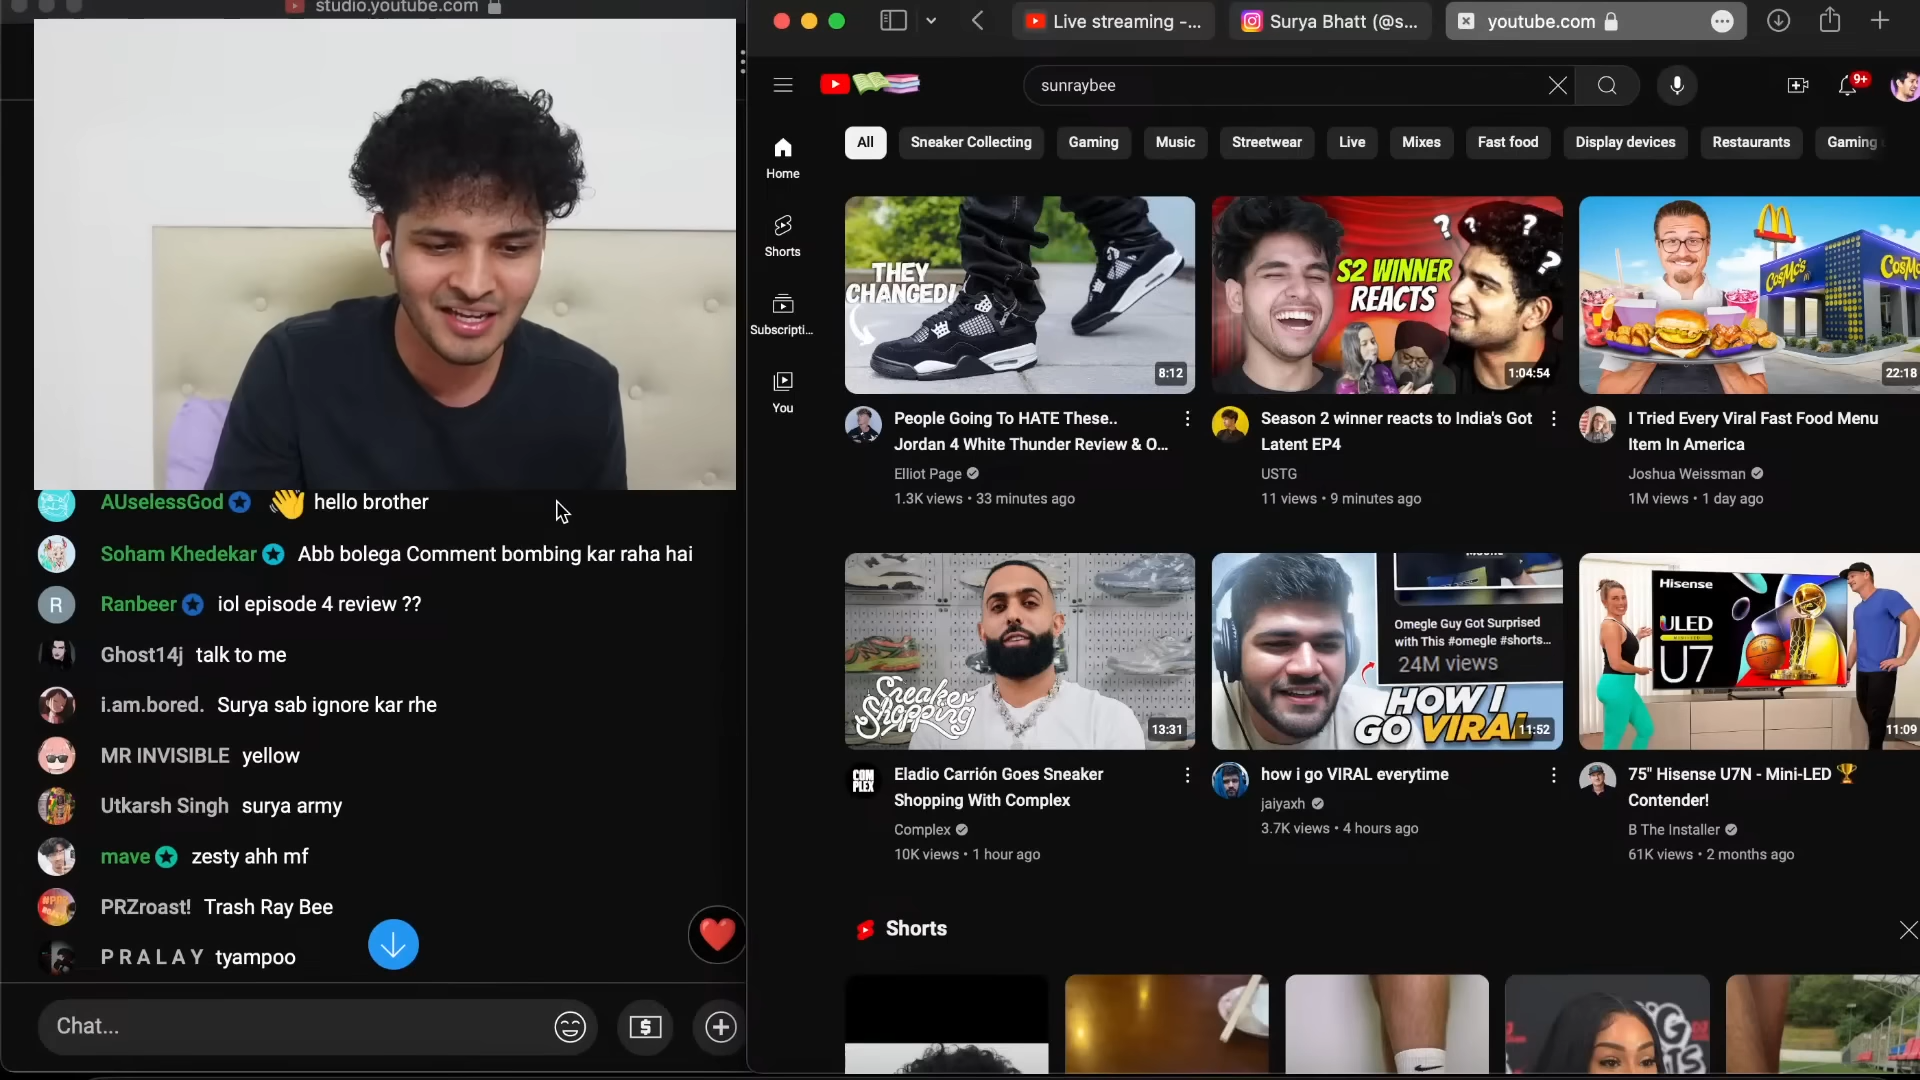 studio.youtube.com
AUselessGod hello brother
Soham Khedekar Abb bolega Comment bombing kar raha hai
R
Ranbeer iol episode 4 review ??
Ghost14j talk to me
i.am.bored. Surya sab ignore kar rhe
MR INVISIBLE yellow
Utkarsh Singh surya army
mave zesty ahh mf
PRZroast! Trash Ray Bee
P R A L A Y tyampoo
Chat...
$
Live streaming -...
Surya Bhatt (@s...
youtube.com
sunraybee
9+
Home
Shorts
Subscripti...
You
All
Sneaker Collecting
Gaming
Music
Streetwear
Live
Mixes
Fast food
Display devices
Restaurants
Gaming
THEY
CHANGED!
8:12
People Going To HATE These..
Jordan 4 White Thunder Review & O...
Elliot Page
1.3K views • 33 minutes ago
? ? ? ?
S2 WINNER
REACTS
1:04:54
Season 2 winner reacts to India's Got
Latent EP4
USTG
11 views • 9 minutes ago
CosMc's
CosMc
22:18
I Tried Every Viral Fast Food Menu
Item In America
Joshua Weissman
1M views • 1 day ago
Sneaker
Shopping
13:31
COM
PLEX
Eladio Carrión Goes Sneaker
Shopping With Complex
Complex
10K views • 1 hour ago
Omegle Guy Got Surprised
with This #omegle #shorts...
24M views
HOW I
GO VIRAL
11:52
how i go VIRAL everytime
jaiyaxh
3.7K views • 4 hours ago
Hisense
ULED
U7
11:09
75" Hisense U7N - Mini-LED 🏆
Contender!
B The Installer
61K views • 2 months ago
Shorts